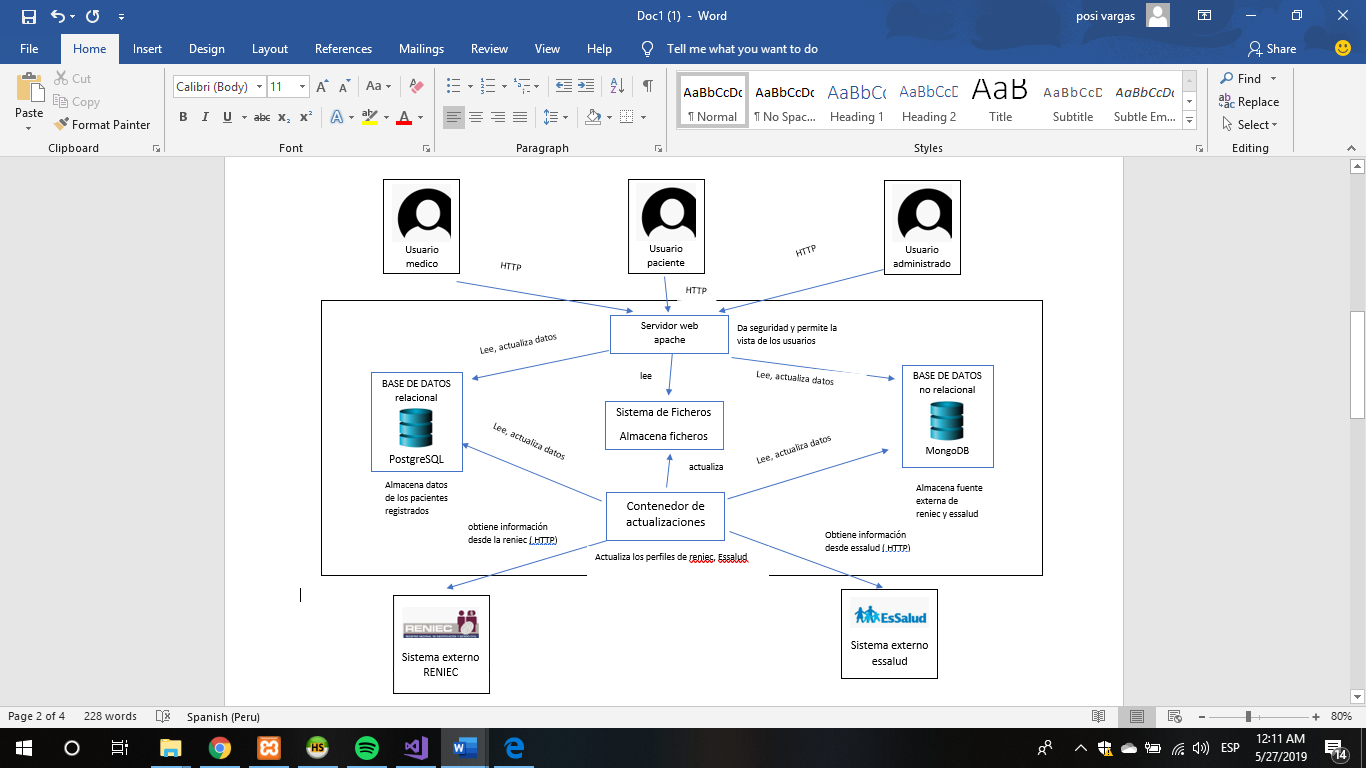 Doc1 (1) - Word
posi vargas
File Home Insert Design Layout References Mailings Review View Help Tell me what you want to do Share
Paste
Cut
Copy
Format Painter
Clipboard
Calibri (Body) 11
Font
Paragraph
AaBbCcDc AaBbCcDc AaBbCc AaBbCcD AaB AaBbCcD AaBbCcDc
¶ Normal ¶ No Spac... Heading 1 Heading 2 Title Subtitle Subtle Em...
Styles
Find
Replace
Select
Editing
Usuario
medico
Usuario
paciente
Usuario
administrado
HTTP
HTTP
HTTP
Servidor web
apache
Da seguridad y permite la
vista de los usuarios
Lee, actualiza datos
lee
Lee, actualiza datos
BASE DE DATOS
relacional
PostgreSQL
Sistema de Ficheros
Almacena ficheros
BASE DE DATOS
no relacional
MongoDB
Lee, actualiza datos
actualiza
Lee, actualiza datos
Almacena datos
de los pacientes
registrados
Contenedor de
actualizaciones
Almacena fuente
externa de
reniec y essalud
obtiene información
desde la reniec ( HTTP)
Obtiene información
desde essalud ( HTTP)
Actualiza los perfiles de reniec, Essalud
RENIEC
Sistema externo
RENIEC
EsSalud
Sistema externo
essalud
Page 2 of 4 228 words Spanish (Peru) 80%
HS
ESP
12:11 AM
5/27/2019
14